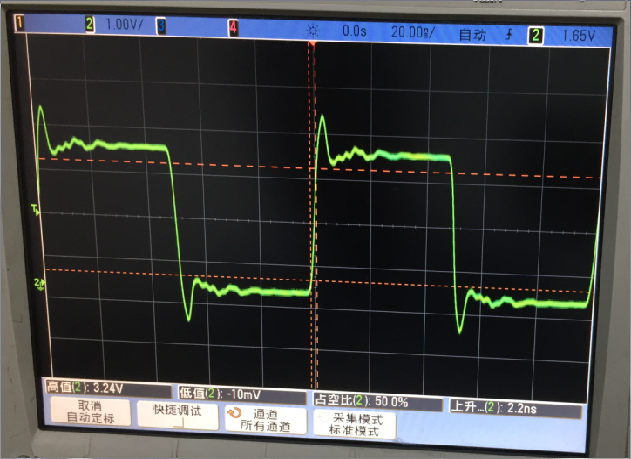 1 2 1.00V/ 3 4 0.0s 20.00ns/ 自动 2 1.65V
T
2
高值(2): 3.24V 低值(2): -10mV 占空比(2): 50.0% 上升...(2): 2.2ns
取消 快捷调试 通道 采集模式
自动定标 所有通道 标准模式